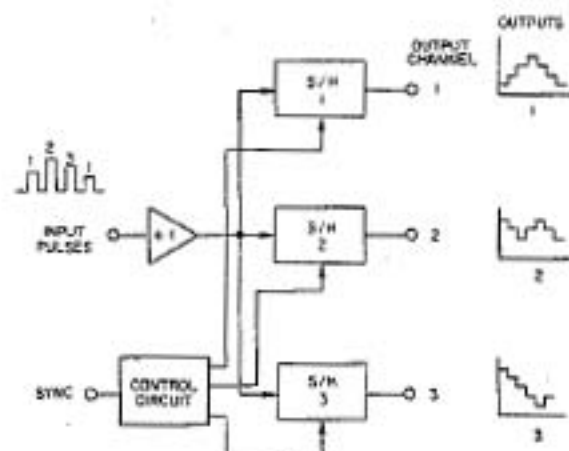 OUTPUTS
OUTPUT
CHANNEL
S/H
1
1
1
1 2 3 1
INPUT
PULSES
S/H
2
2
2
SYNC
CONTROL
CIRCUIT
S/H
3
3
3